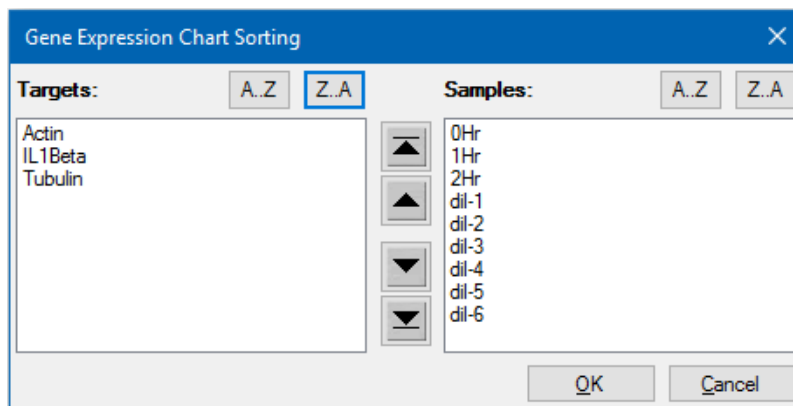 Gene Expression Chart Sorting
Targets: A..Z Z..A Samples: A..Z Z..A
Actin
IL1Beta
Tubulin
0Hr
1Hr
2Hr
dil-1
dil-2
dil-3
dil-4
dil-5
dil-6
OK Cancel